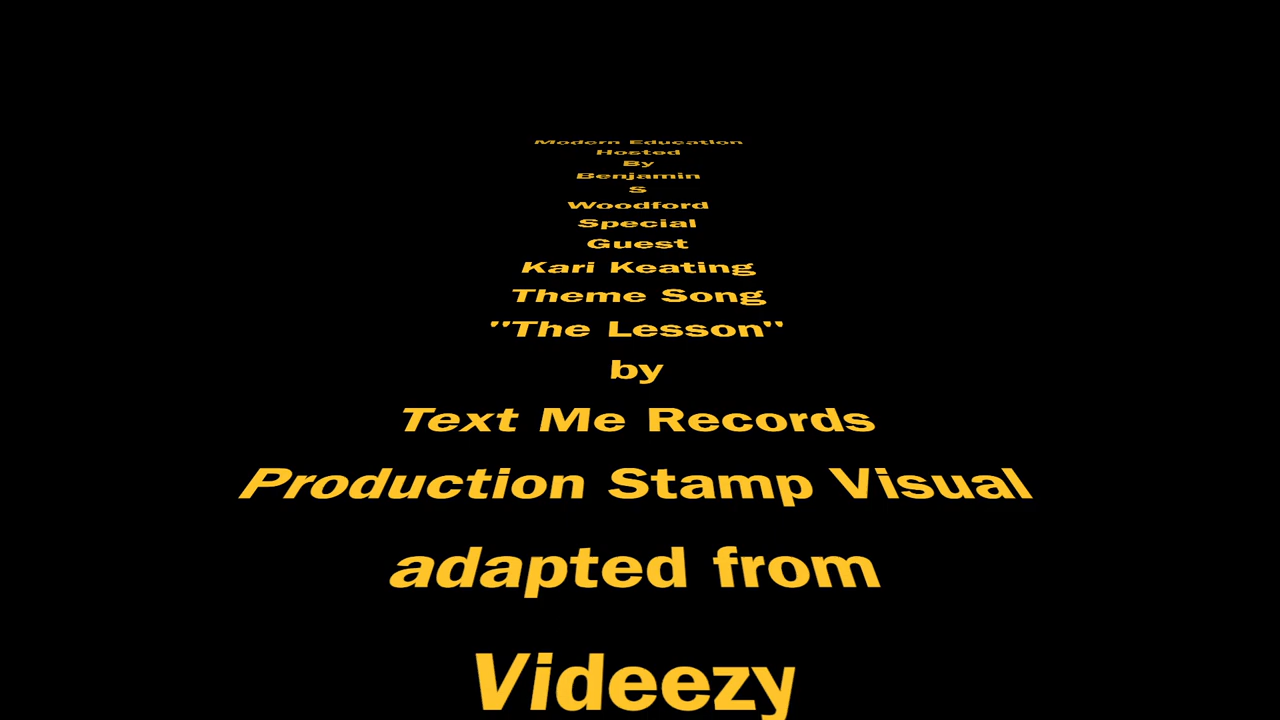 Modern Education
Hosted
By
Benjamin
S
Woodford
Special
Guest
Kari Keating
Theme Song
"The Lesson"
by
Text Me Records
Production Stamp Visual
adapted from
Videezy